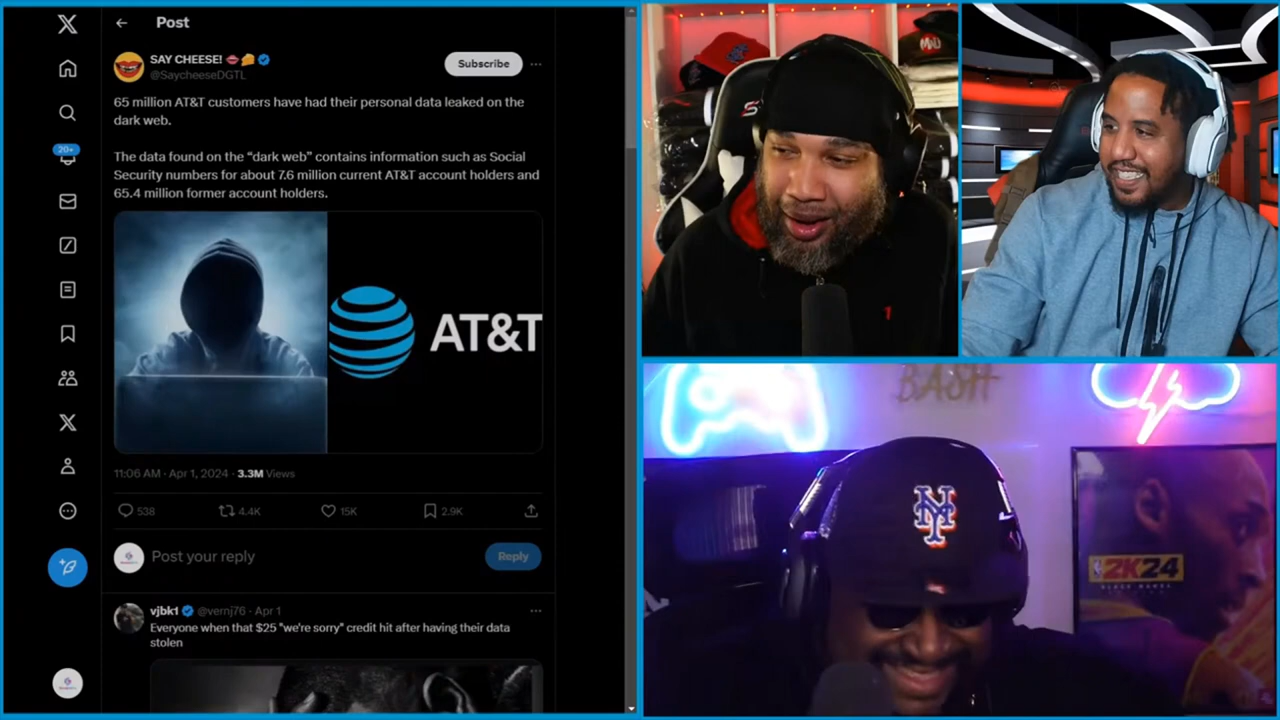 Post
SAY CHEESE!
@SaycheeseDGTL
Subscribe
65 million AT&T customers have had their personal data leaked on the
dark web.
The data found on the “dark web” contains information such as Social
Security numbers for about 7.6 million current AT&T account holders and
65.4 million former account holders.
AT&T
11:06 AM · Apr 1, 2024 · 3.3M Views
538
4.4K
15K
2.9K
Post your reply
Reply
20+
vjbk1 @vernj76 · Apr 1
Everyone when that $25 "we're sorry" credit hit after having their data
stolen
1
BASH
NY
NBA 2K24